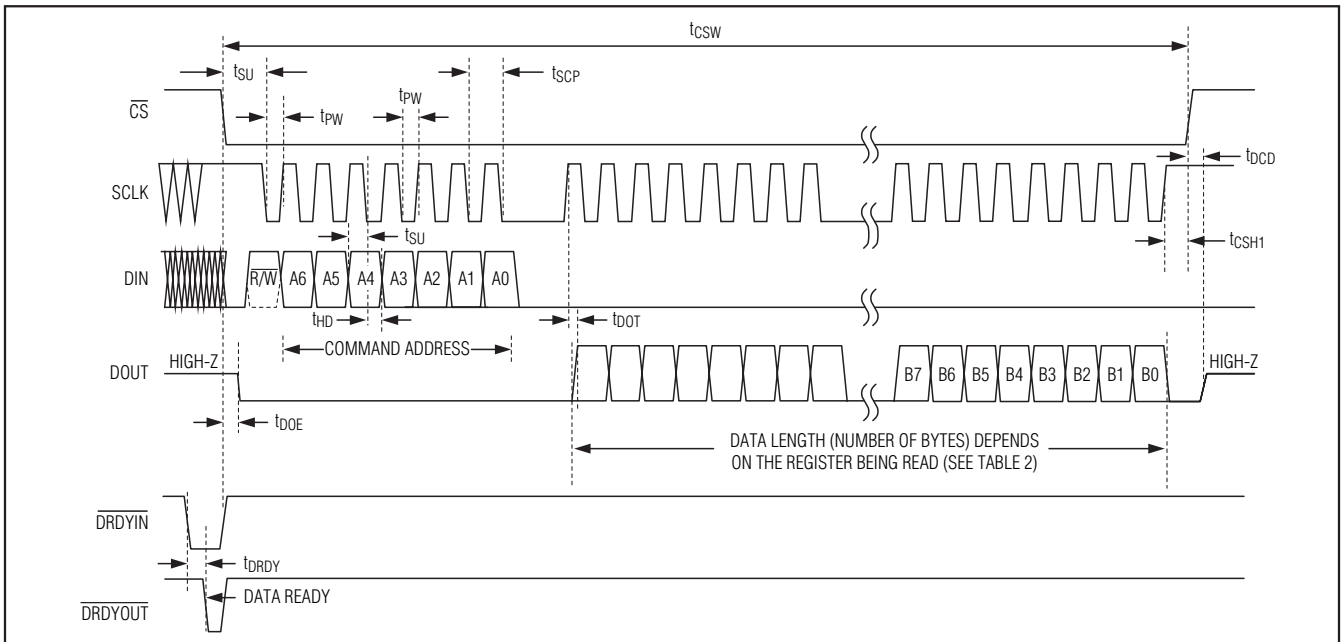 tCSW
tSU
tSCP
CS
tPW
tPW
tDCD
SCLK
tSU
tCSH1
DIN
R/W A6 A5 A4 A3 A2 A1 A0
tHD
tDOT
COMMAND ADDRESS
HIGH-Z
HIGH-Z
DOUT
B7 B6 B5 B4 B3 B2 B1 B0
tDOE
DATA LENGTH (NUMBER OF BYTES) DEPENDS
ON THE REGISTER BEING READ (SEE TABLE 2)
DRDYIN
tDRDY
DATA READY
DRDYOUT